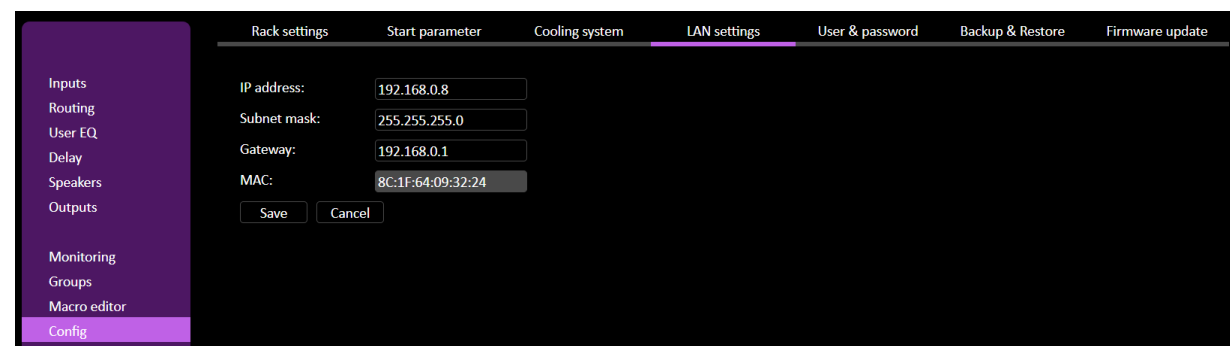 Rack settings Start parameter Cooling system LAN settings User & password Backup & Restore Firmware update
Inputs
Routing
User EQ
Delay
Speakers
Outputs
Monitoring
Groups
Macro editor
Config
IP address: 192.168.0.8
Subnet mask: 255.255.255.0
Gateway: 192.168.0.1
MAC: 8C:1F:64:09:32:24
Save Cancel